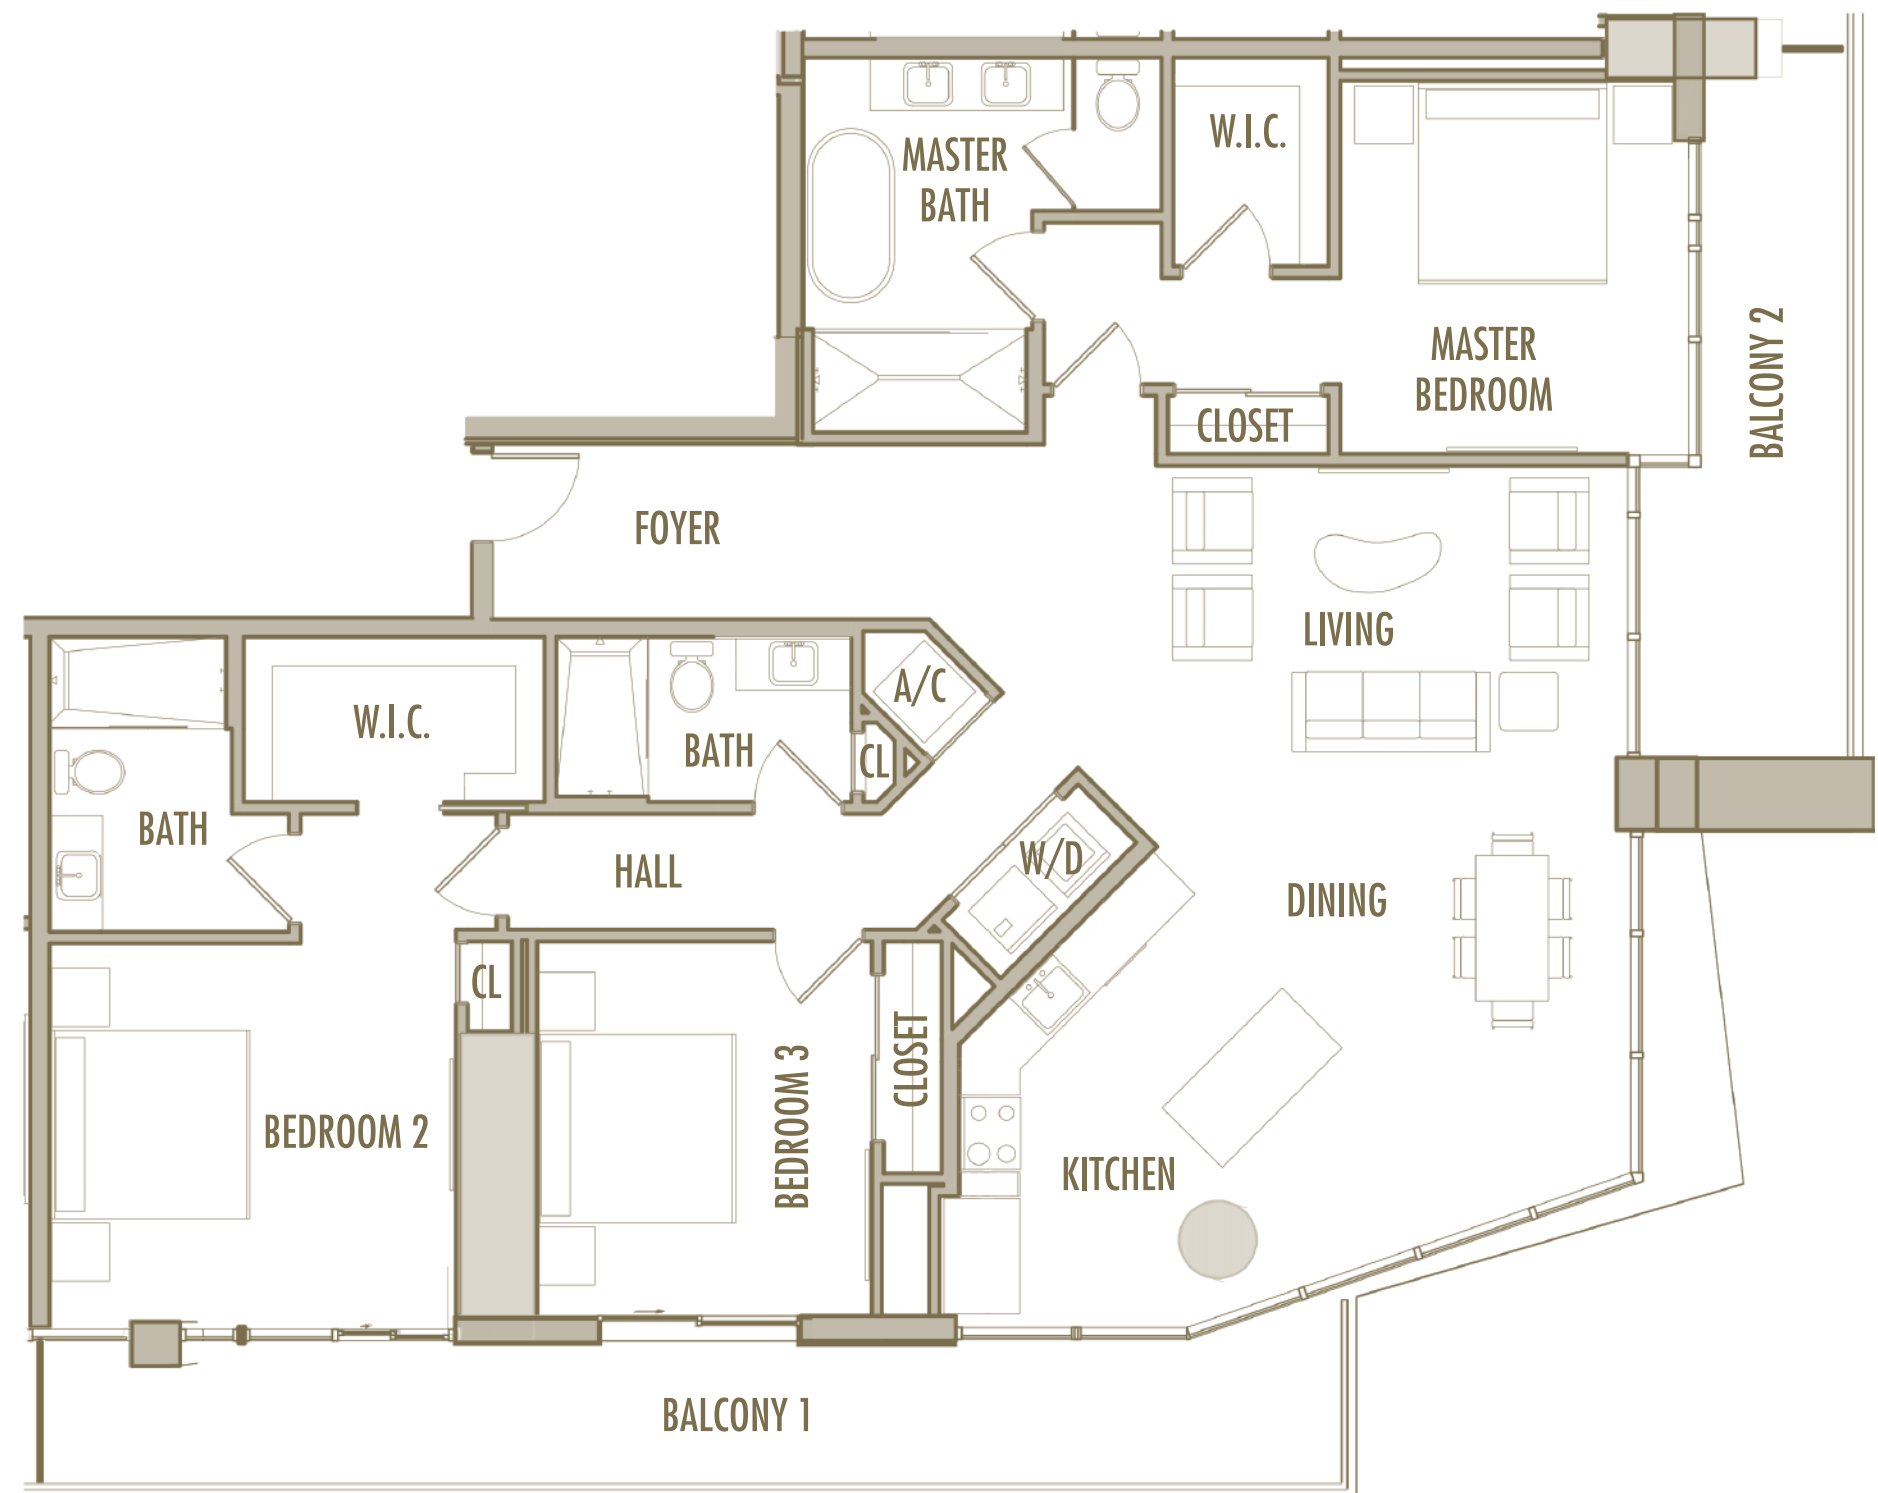 W.I.C.
MASTER
BATH
MASTER
BEDROOM
BALCONY 2
CLOSET
FOYER
LIVING
A/C
W.I.C.
BATH
CL
BATH
HALL
W/D
DINING
CL
CLOSET
BEDROOM 2
BEDROOM 3
KITCHEN
BALCONY 1